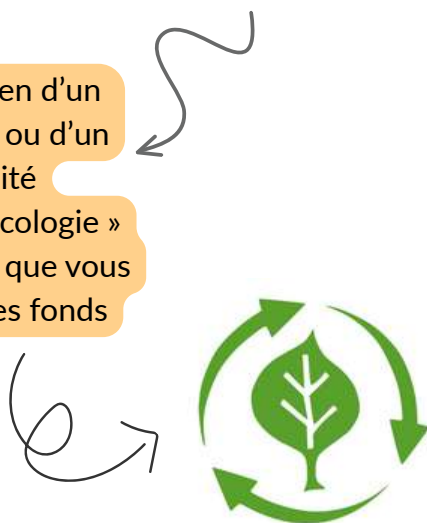 en d’un
ou d’un
ité
cologie »
que vous
es fonds